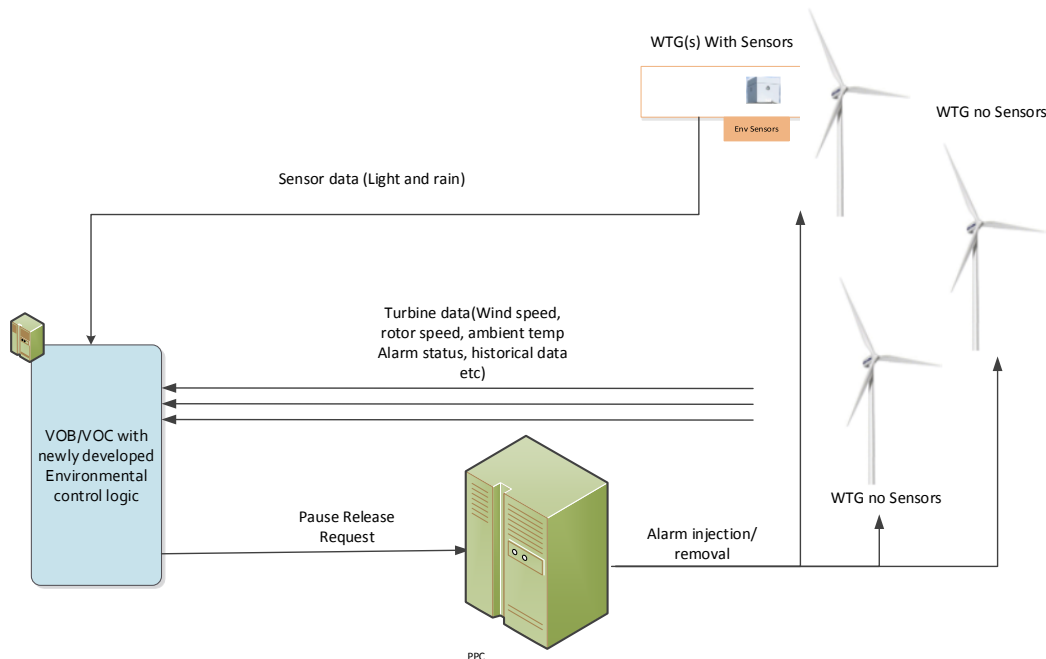 WTG(s) With Sensors
WTG no Sensors
Env Sensors
Sensor data (Light and rain)
Turbine data(Wind speed,
rotor speed, ambient temp
Alarm status, historical data
etc)
VOB/VOC with
newly developed
Environmental
control logic
WTG no Sensors
Pause Release
Request
Alarm injection/
removal
PPC